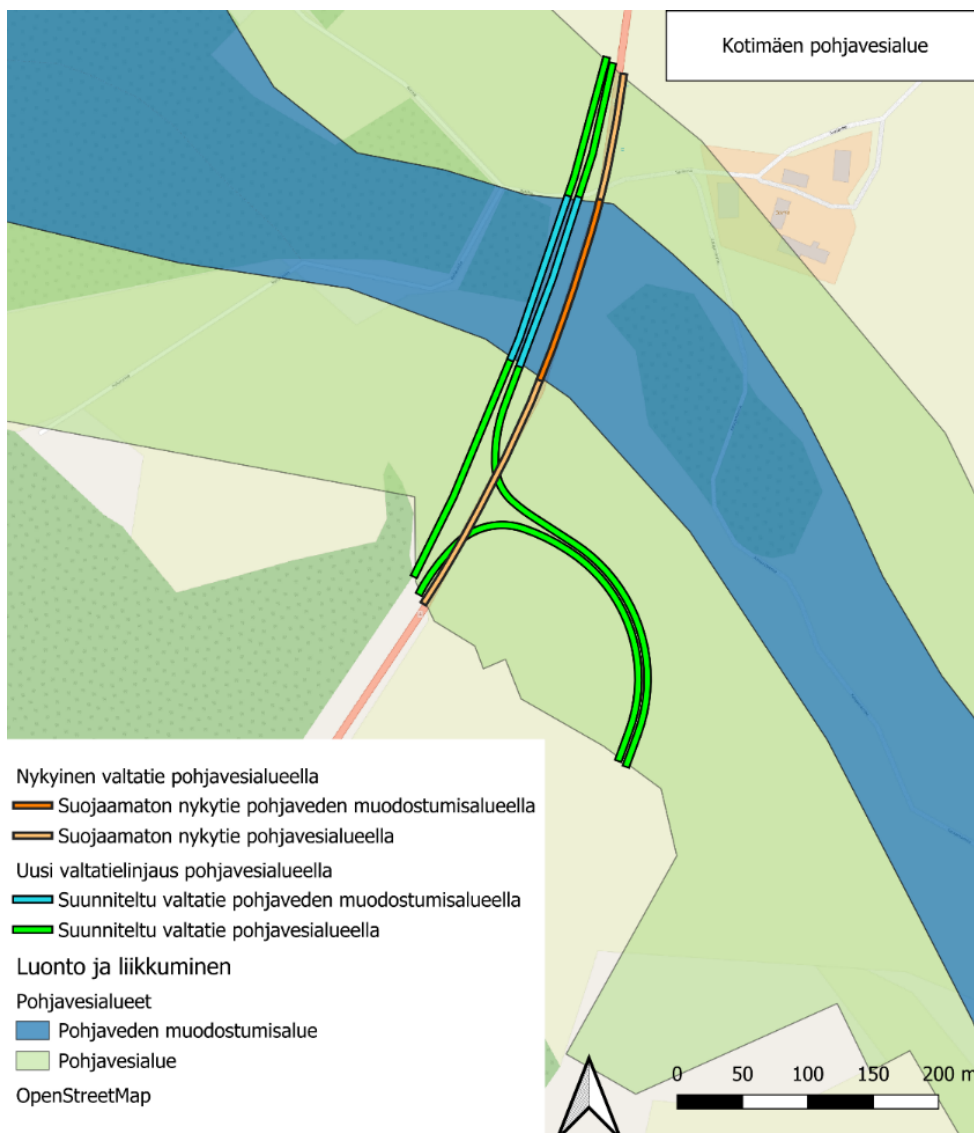 Kotimäen pohjavesialue
Nykyinen valtatie pohjavesialueella
Suojaamaton nykytie pohjaveden muodostumisalueella
Suojaamaton nykytie pohjavesialueella
Uusi valtatielinjaus pohjavesialueella
Suunniteltu valtatie pohjaveden muodostumisalueella
Suunniteltu valtatie pohjavesialueella
Luonto ja liikkuminen
Pohjavesialueet
Pohjaveden muodostumisalue
Pohjavesialue
OpenStreetMap
0 50 100 150 200 m